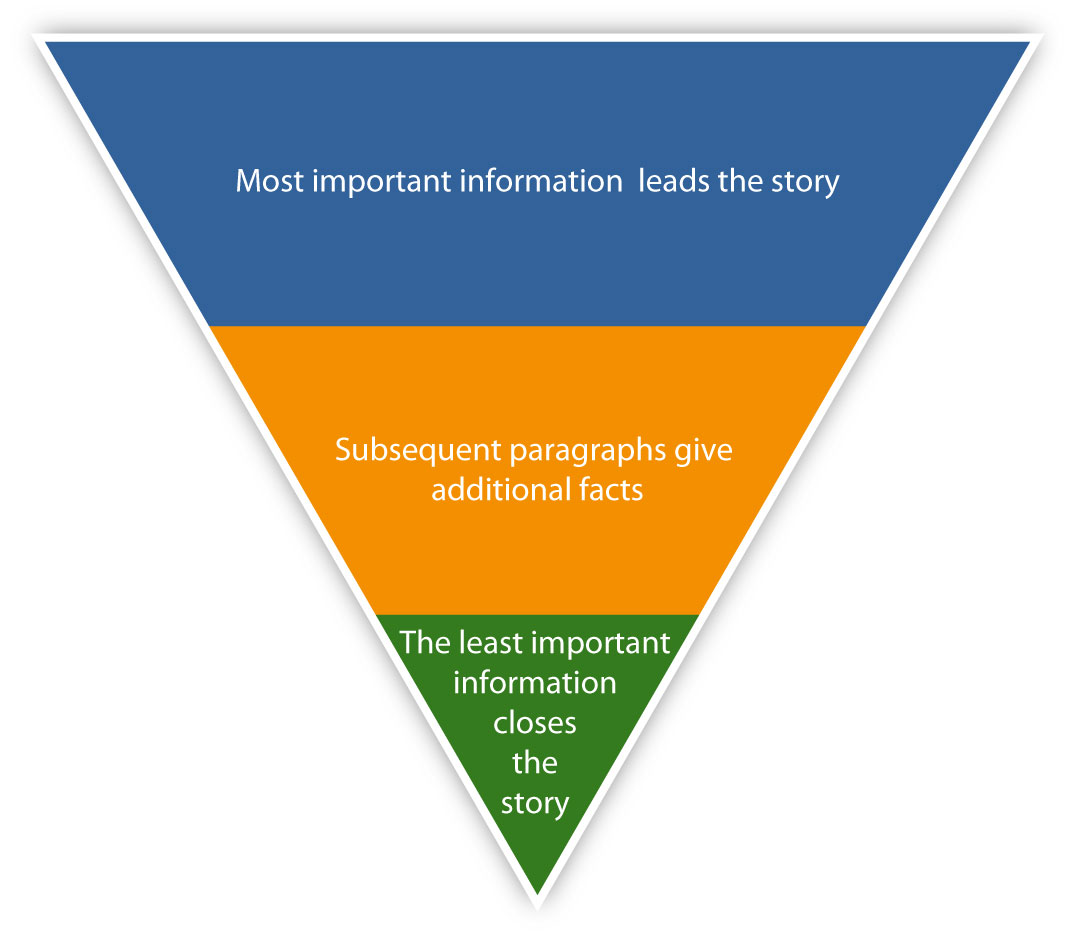 Most important information  leads the story
Subsequent paragraphs give
additional facts
The least important
information
closes
the
story